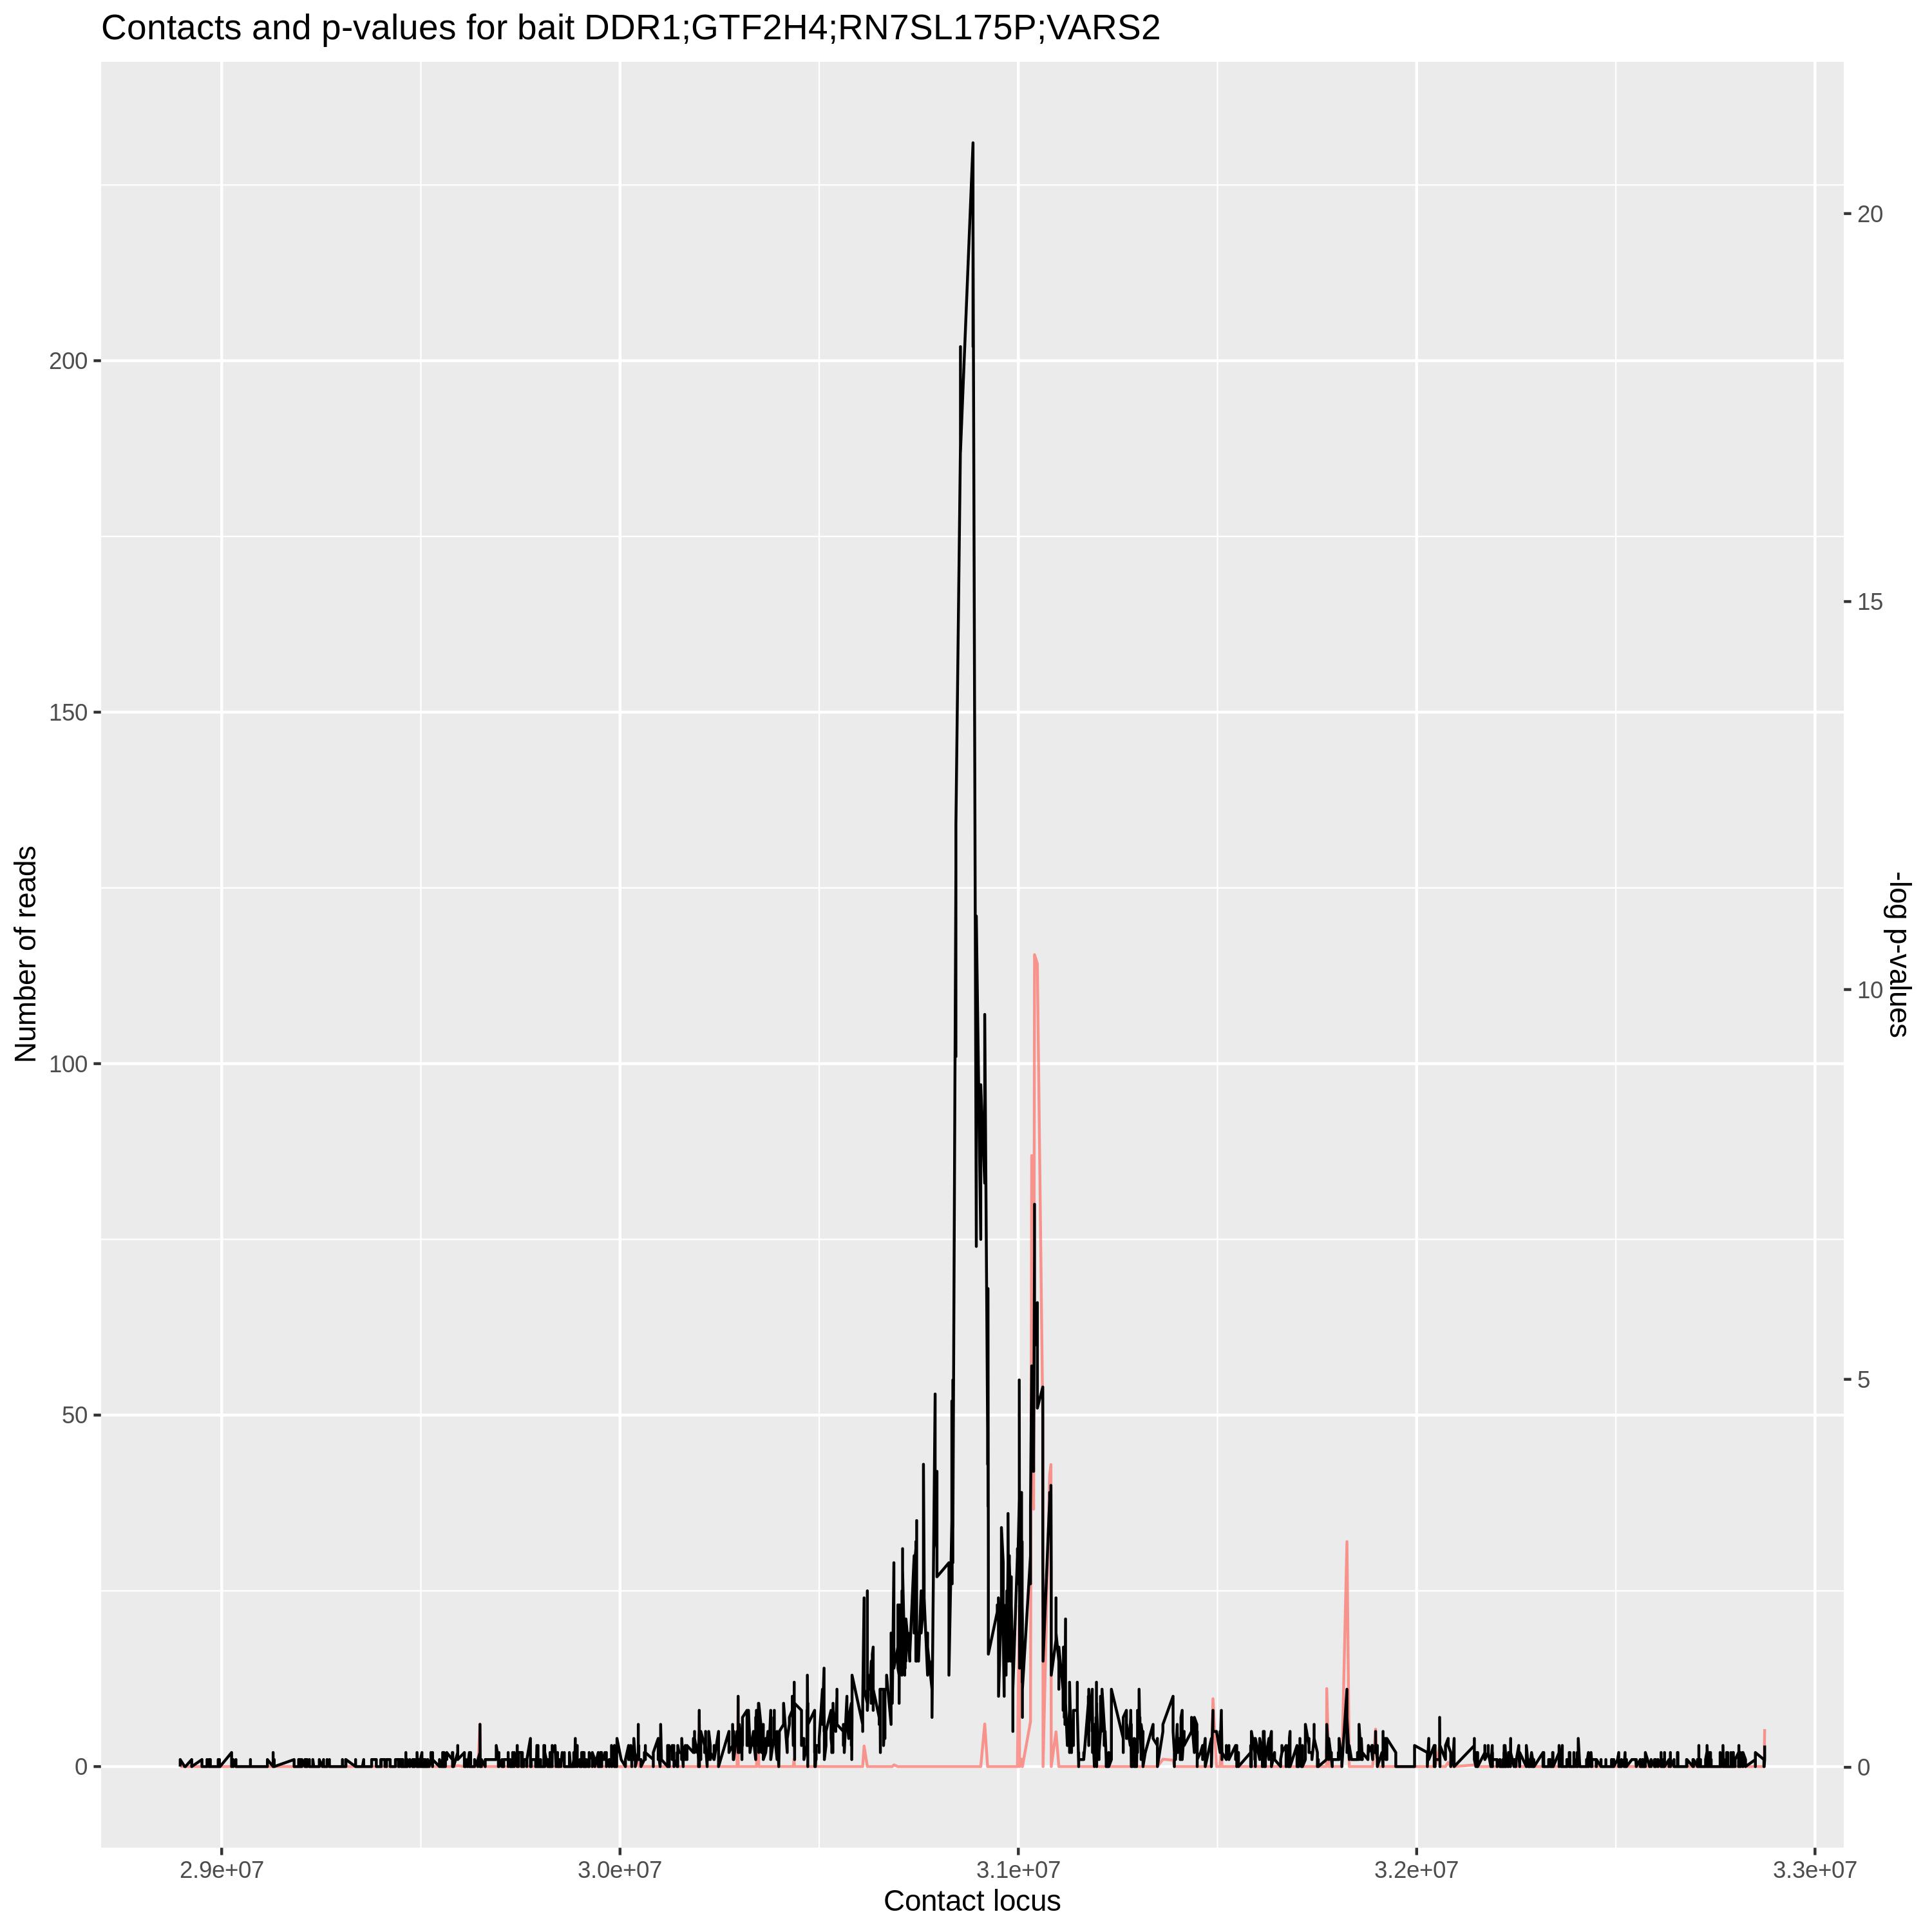 Contacts and p-values for bait DDR1;GTF2H4;RN7SL175P;VARS2
Number of reads
200
150
100
50
0
20
15
10
5
0
-log p-values
2.9e+07 3.0e+07 3.1e+07 3.2e+07 3.3e+07
Contact locus